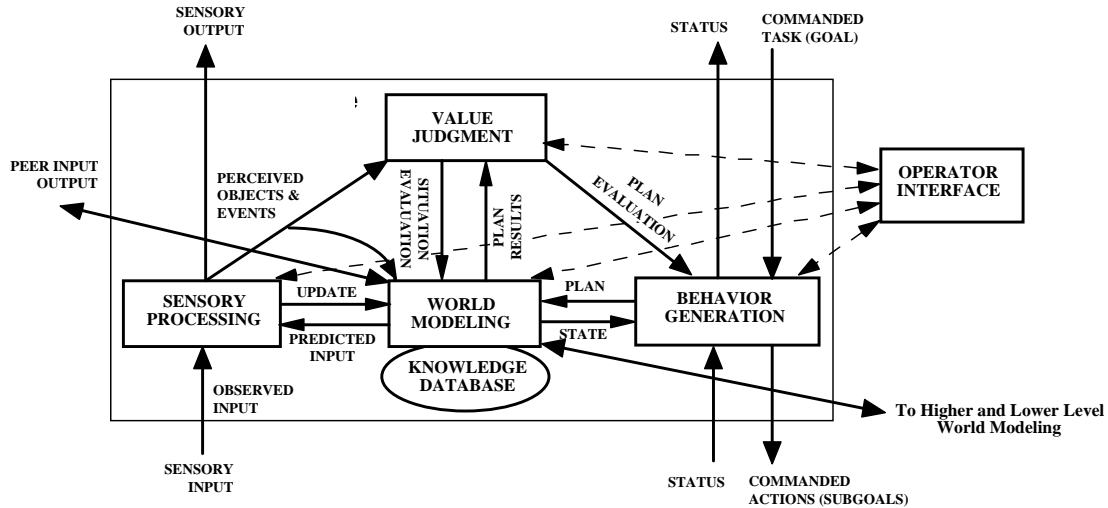 SENSORY
OUTPUT
STATUS
COMMANDED
TASK (GOAL)
VALUE
JUDGMENT
PEER INPUT
OUTPUT
PERCEIVED
OBJECTS &
EVENTS
SITUATION
EVALUATION
PLAN
RESULTS
PLAN
EVALUATION
OPERATOR
INTERFACE
SENSORY
PROCESSING
UPDATE
PREDICTED
INPUT
WORLD
MODELING
PLAN
STATE
BEHAVIOR
GENERATION
KNOWLEDGE
DATABASE
OBSERVED
INPUT
To Higher and Lower Level
World Modeling
SENSORY
INPUT
STATUS
COMMANDED
ACTIONS (SUBGOALS)